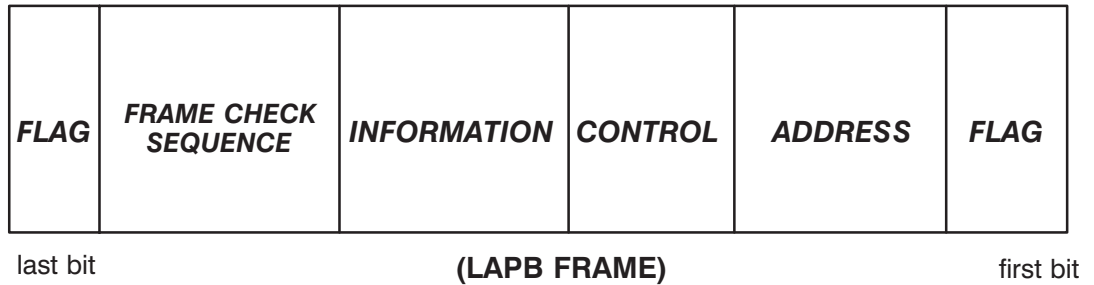 FLAG
FRAME CHECK
SEQUENCE
INFORMATION
CONTROL
ADDRESS
FLAG
last bit
(LAPB FRAME)
first bit